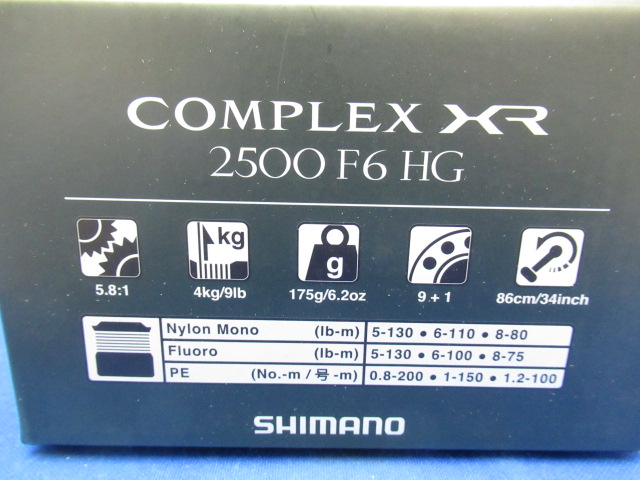 COMPLEX XR
2500 F6 HG
kg
g
5.8:1 4kg/9lb 175g/6.2oz 9 + 1 86cm/34inch
Nylon Mono (lb-m) 5-130 • 6-110 • 8-80
Fluoro (lb-m) 5-130 • 6-100 • 8-75
PE (No.-m / 号 -m) 0.8-200 • 1-150 • 1.2-100
SHIMANO